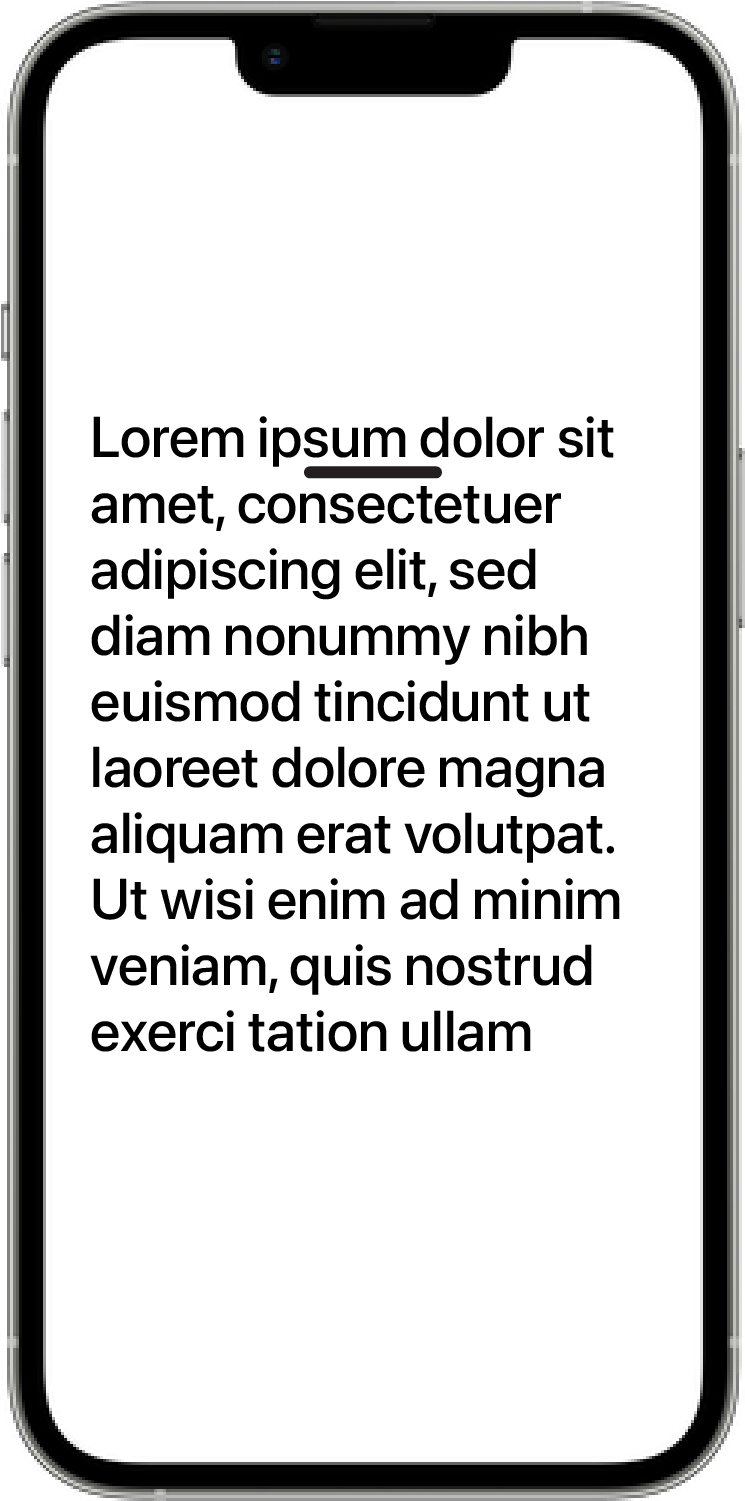 Lorem ipsum dolor sit
amet, consectetuer
adipiscing elit, sed
diam nonummy nibh
euismod tincidunt ut
laoreet dolore magna
aliquam erat volutpat.
Ut wisi enim ad minim
veniam, quis nostrud
exerci tation ullam